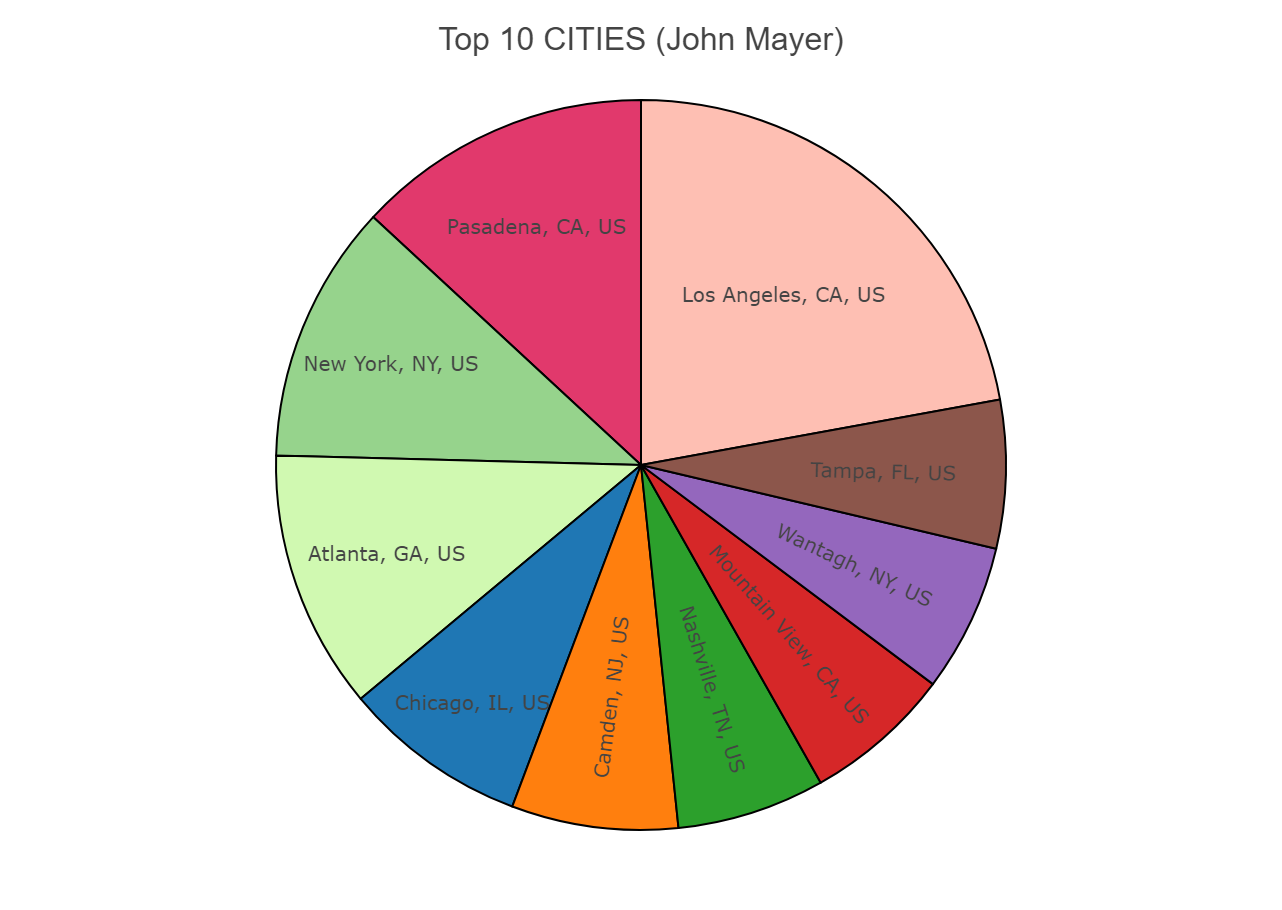 Top 10 CITIES (John Mayer)
Pasadena, CA, US
Los Angeles, CA, US
New York, NY, US
Tampa, FL, US
Atlanta, GA, US
Wantagh, NY, US
Mountain View, CA, US
Chicago, IL, US
Camden, NJ, US
Nashville, TN, US